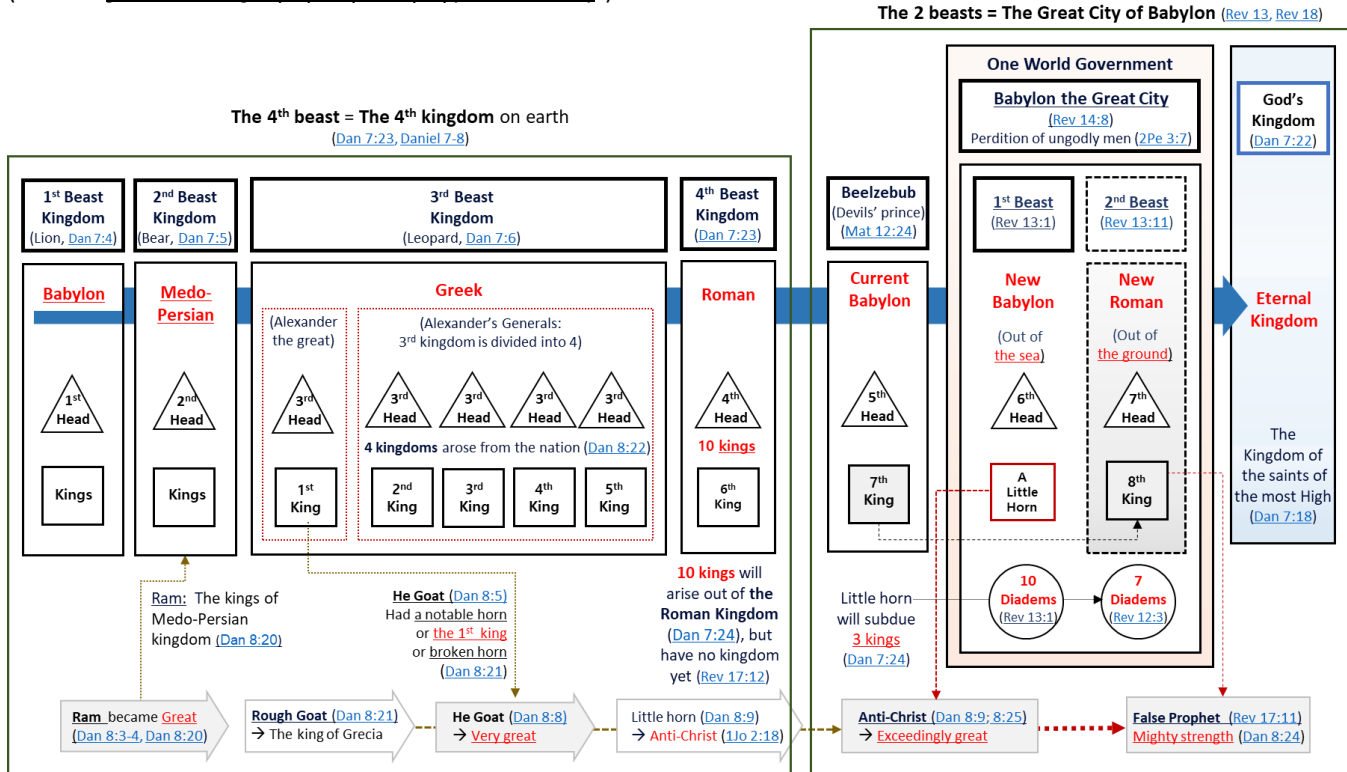 The 2 beasts = The Great City of Babylon (Rev 13, Rev 18)
The 4th beast = The 4th kingdom on earth
(Dan 7:23, Daniel 7-8)
1st Beast
Kingdom
(Lion, Dan 7:4)
2nd Beast
Kingdom
(Bear, Dan 7:5)
3rd Beast
Kingdom
(Leopard, Dan 7:6)
4th Beast
Kingdom
(Dan 7:23)
Babylon
Medo-
Persian
Greek
Roman
(Alexander
the great)
(Alexander's Generals:
3rd kingdom is divided into 4)
1st
Head
2nd
Head
3rd
Head
3rd
Head
3rd
Head
3rd
Head
3rd
Head
4th
Head
4 kingdoms arose from the nation (Dan 8:22)
10 kings
Kings
Kings
1st
King
2nd
King
3rd
King
4th
King
5th
King
6th
King
Beelzebub
(Devils' prince)
(Mat 12:24)
Current
Babylon
5th
Head
7th
King
One World Government
Babylon the Great City
(Rev 14:8)
Perdition of ungodly men (2Pe 3:7)
1st Beast
(Rev 13:1)
2nd Beast
(Rev 13:11)
New
Babylon
New
Roman
(Out of
the sea)
(Out of
the ground)
6th
Head
7th
Head
A
Little
Horn
8th
King
10
Diadems
(Rev 13:1)
7
Diadems
(Rev 12:3)
God's
Kingdom
(Dan 7:22)
Eternal
Kingdom
The
Kingdom of
the saints of
the most High
(Dan 7:18)
Ram: The kings of
Medo-Persian
kingdom (Dan 8:20)
He Goat (Dan 8:5)
Had a notable horn
or the 1st king
or broken horn
(Dan 8:21)
10 kings will
arise out of the
Roman Kingdom
(Dan 7:24), but
have no kingdom
yet (Rev 17:12)
Little horn
will subdue
3 kings
(Dan 7:24)
Ram became Great
(Dan 8:3-4, Dan 8:20)
Rough Goat (Dan 8:21)
→ The king of Grecia
He Goat (Dan 8:8)
→ Very great
Little horn (Dan 8:9)
→ Anti-Christ (1Jo 2:18)
Anti-Christ (Dan 8:9; 8:25)
→ Exceedingly great
False Prophet (Rev 17:11)
Mighty strength (Dan 8:24)